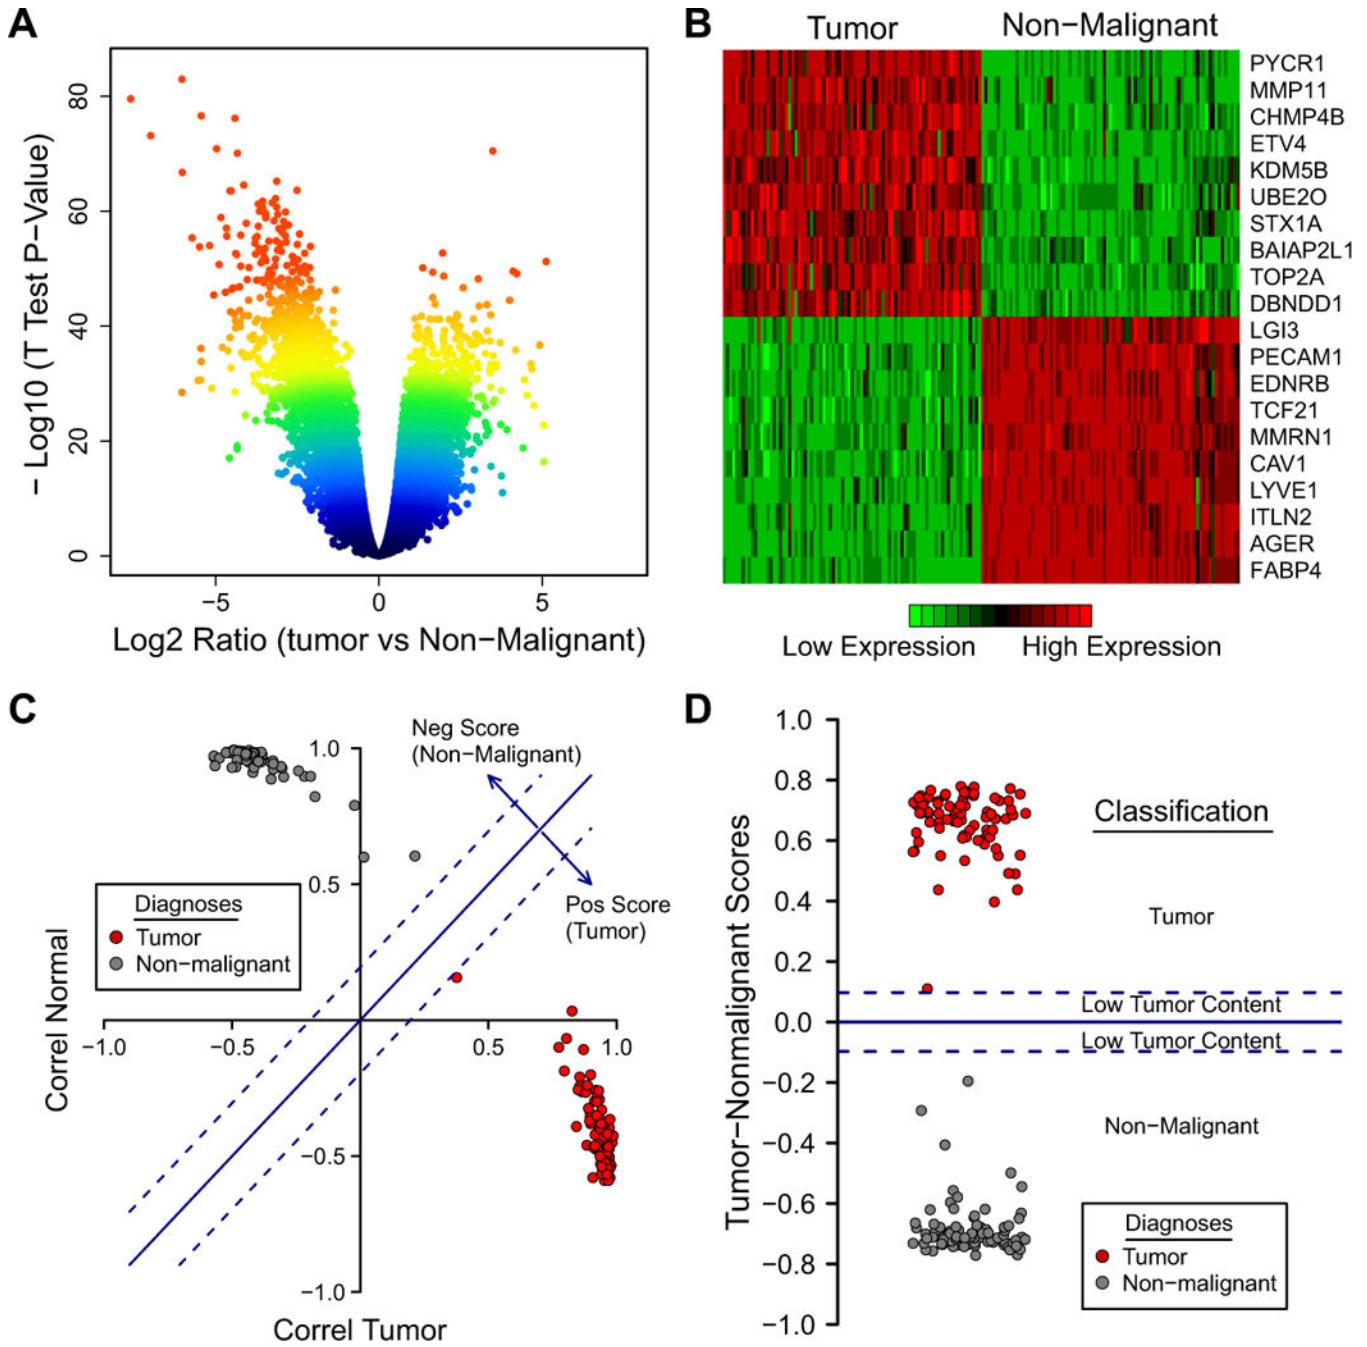 A
80
60
40
20
0
− Log10 (T Test P−Value)
−5
0
5
Log2 Ratio (tumor vs Non−Malignant)
B
Tumor
Non−Malignant
PYCR1
MMP11
CHMP4B
ETV4
KDM5B
UBE2O
STX1A
BAIAP2L1
TOP2A
DBNDD1
LGI3
PECAM1
EDNRB
TCF21
MMRN1
CAV1
LYVE1
ITLN2
AGER
FABP4
Low Expression
High Expression
C
Neg Score
(Non−Malignant)
Pos Score
(Tumor)
1.0
0.5
−0.5
−1.0
Correl Normal
Diagnoses
Tumor
Non−malignant
−1.0
−0.5
0.5
1.0
Correl Tumor
D
1.0
0.8
0.6
0.4
0.2
0.0
−0.2
−0.4
−0.6
−0.8
−1.0
Tumor−Nonmalignant Scores
Classification
Tumor
Low Tumor Content
Low Tumor Content
Non−Malignant
Diagnoses
Tumor
Non−malignant